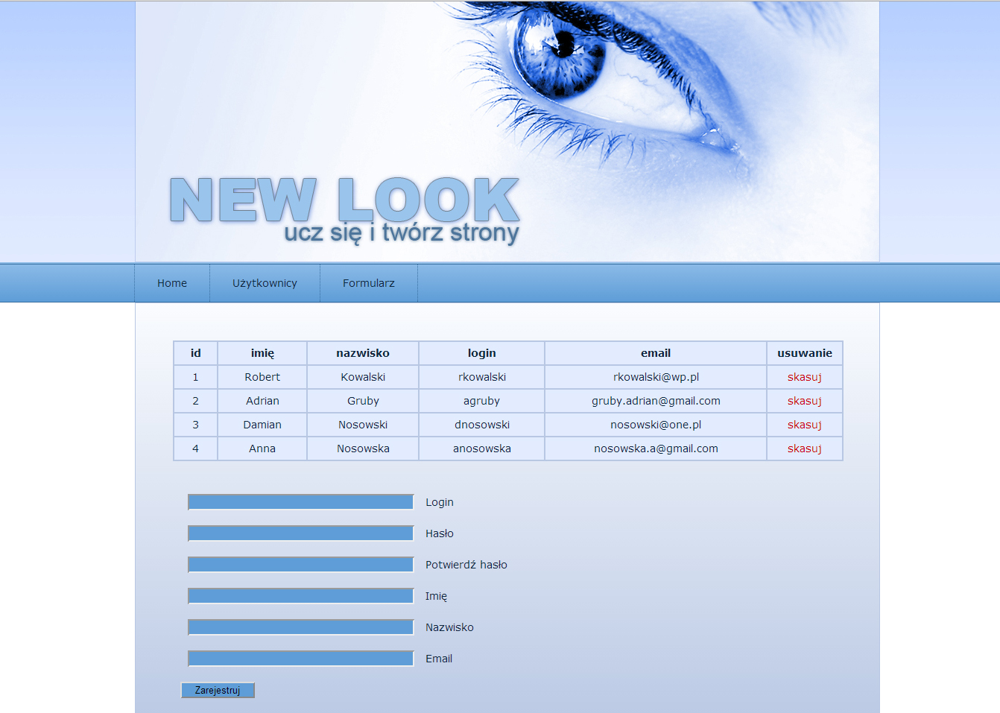 NEW LOOK
ucz się i twórz strony
Home Użytkownicy Formularz
id imię nazwisko login email usuwanie
1 Robert Kowalski rkowalski rkowalski@wp.pl skasuj
2 Adrian Gruby agruby gruby.adrian@gmail.com skasuj
3 Damian Nosowski dnosowski nosowski@one.pl skasuj
4 Anna Nosowska anosowska nosowska.a@gmail.com skasuj
Login
Hasło
Potwierdź hasło
Imię
Nazwisko
Email
Zarejestruj